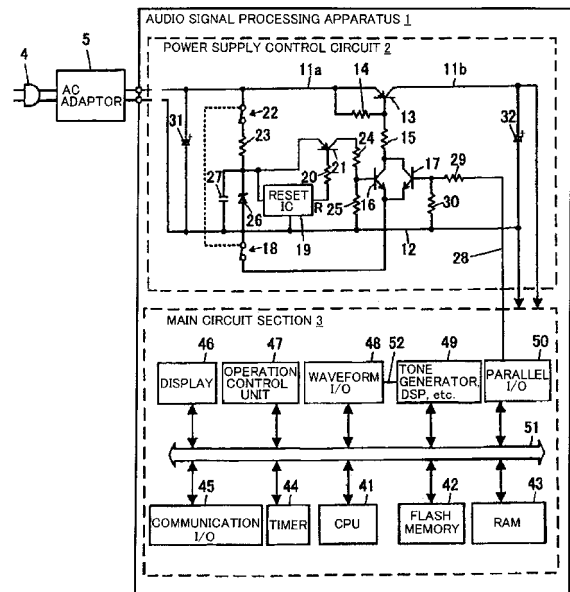 AUDIO SIGNAL PROCESSING APPARATUS 1
POWER SUPPLY CONTROL CIRCUIT 2
4
5
AC
ADAPTOR
11a
11b
14
13
22
31
23
15
32
24
17
29
20
21
27
RESET
IC
R
26
25
16
30
19
12
18
28
MAIN CIRCUIT SECTION 3
46
47
48
52
49
50
DISPLAY
OPERATION
CONTROL
UNIT
WAVEFORM
I/O
TONE
GENERATOR,
DSP, etc.
PARALLEL
I/O
51
45
44
41
42
43
COMMUNICATION
I/O
TIMER
CPU
FLASH
MEMORY
RAM